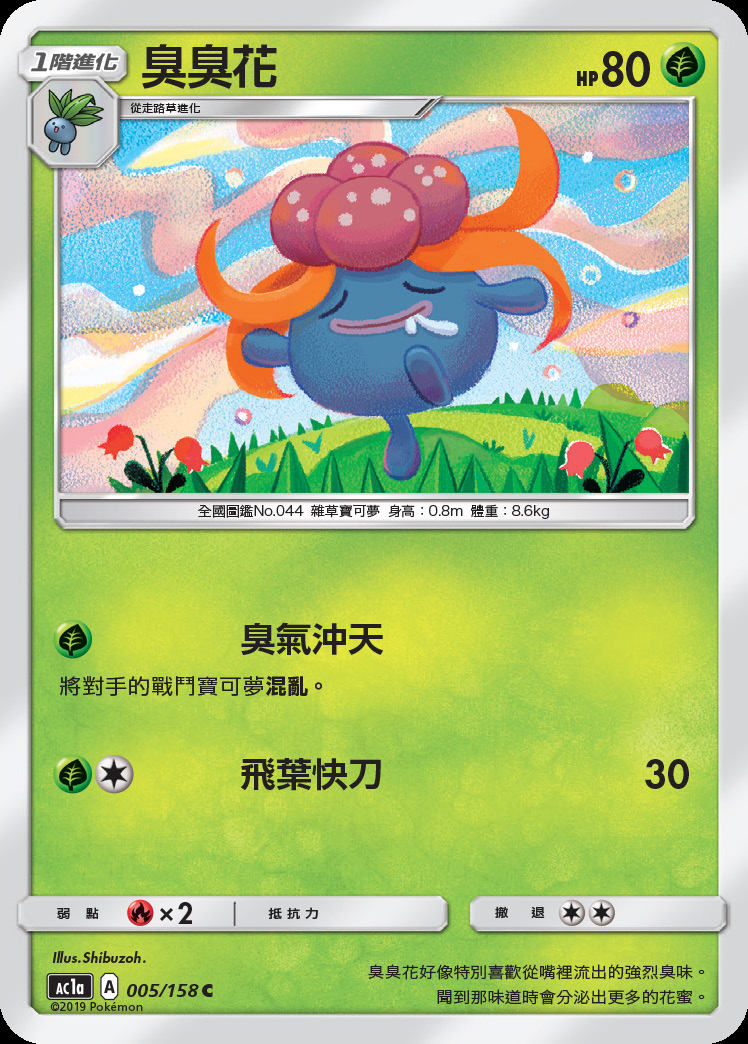 1階進化 臭臭花 HP80
從走路草進化
全國圖鑑No.044 雜草寶可夢 身高：0.8m 體重：8.6kg
臭氣沖天
將對手的戰鬥寶可夢混亂。
飛葉快刀 30
弱點 ×2 抵抗力 撤退
Illus.Shibuzoh.
臭臭花好像特別喜歡從嘴裡流出的強烈臭味。
聞到那味道時會分泌出更多的花蜜。
AC1a A 005/158 C
©2019 Pokémon